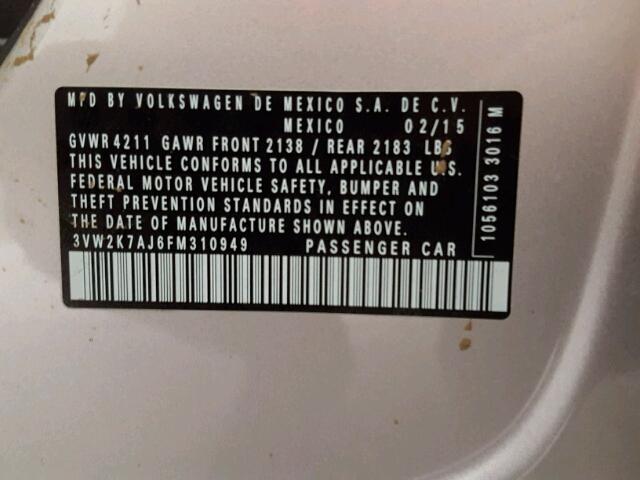 MFD BY VOLKSWAGEN DE MEXICO S.A. DE C.V.
MEXICO 02/15
GVWR 4211 GAWR FRONT 2138 / REAR 2183 LBS
THIS VEHICLE CONFORMS TO ALL APPLICABLE U.S.
FEDERAL MOTOR VEHICLE SAFETY, BUMPER AND
THEFT PREVENTION STANDARDS IN EFFECT ON
THE DATE OF MANUFACTURE SHOWN ABOVE.
3VW2K7AJ6FM310949 PASSENGER CAR
1056103 3016 M